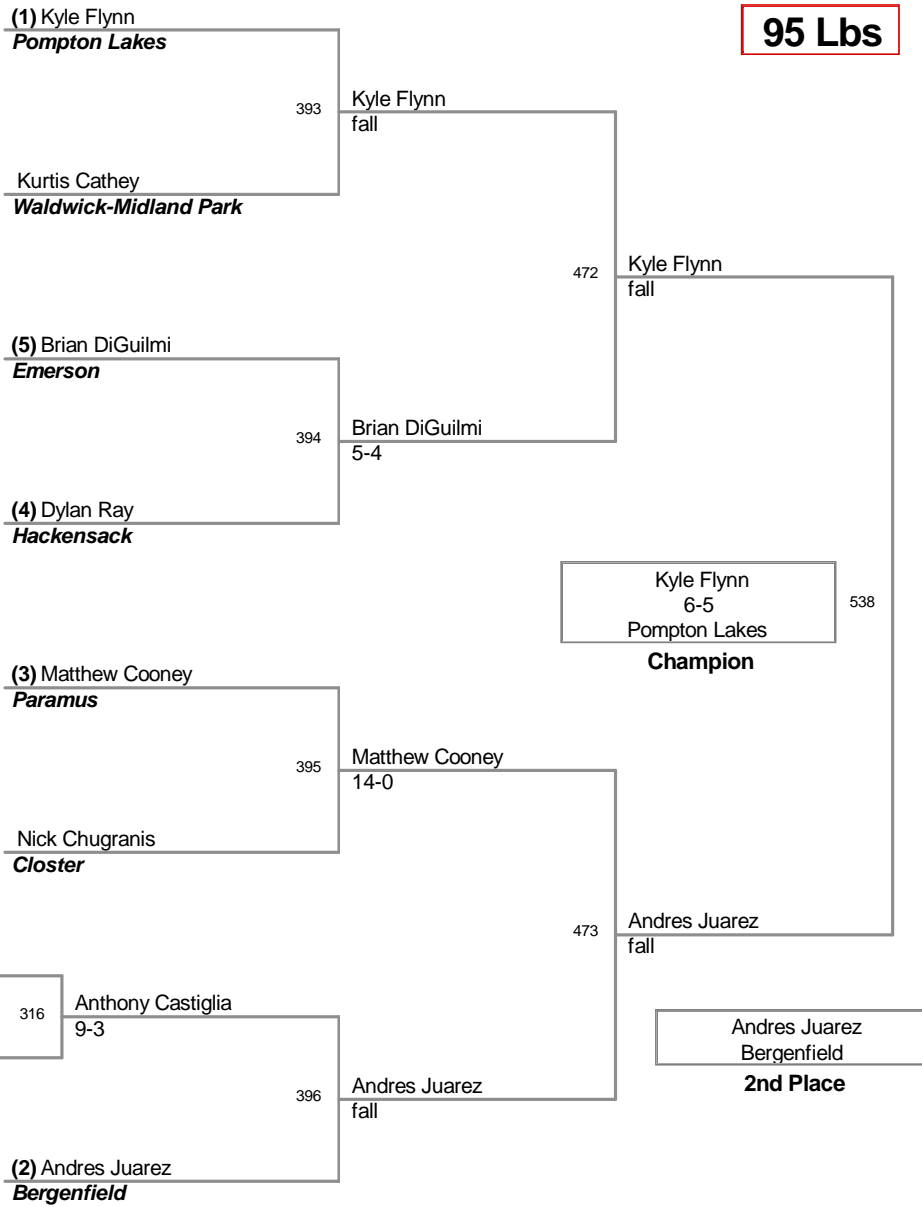 (1) Kyle Flynn
Pompton Lakes
95 Lbs
393
Kyle Flynn
fall
Kurtis Cathey
Waldwick-Midland Park
472
Kyle Flynn
fall
(5) Brian DiGuilmi
Emerson
394
Brian DiGuilmi
5-4
(4) Dylan Ray
Hackensack
Kyle Flynn
6-5
Pompton Lakes
538
Champion
(3) Matthew Cooney
Paramus
395
Matthew Cooney
14-0
Nick Chugranis
Closter
473
Andres Juarez
fall
316
Anthony Castiglia
9-3
Andres Juarez
Bergenfield
2nd Place
396
Andres Juarez
fall
(2) Andres Juarez
Bergenfield